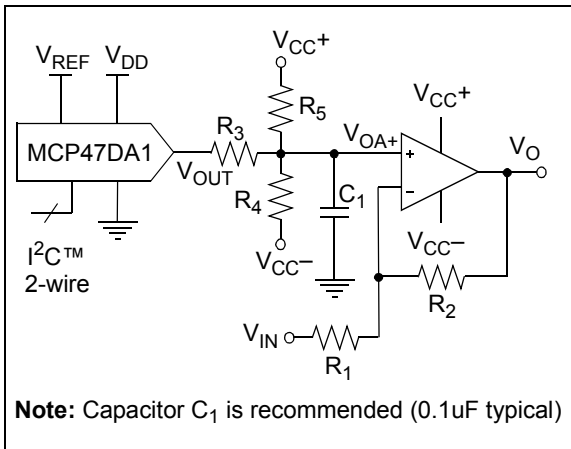 VCC+
VREF VDD
R5
VCC+
R3
VOA+
VO
MCP47DA1
+
VOUT
−
R4
C1
I²C™
2-wire
VCC−
VCC−
R2
VIN
R1
Note: Capacitor C1 is recommended (0.1uF typical)